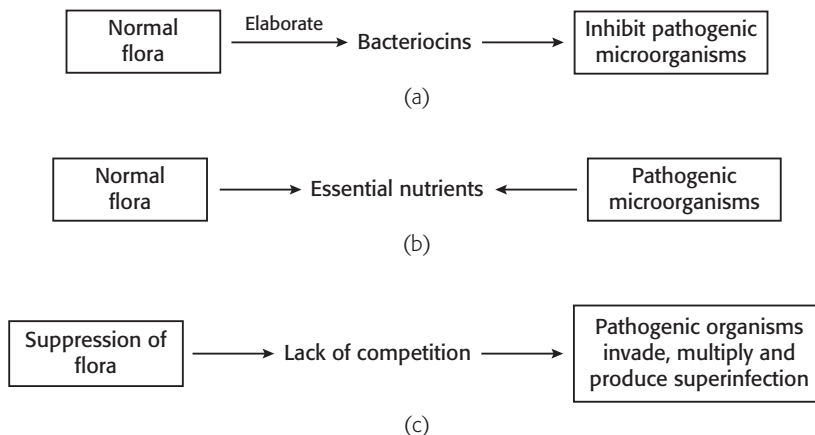 Normal
flora
Elaborate
Bacteriocins
Inhibit pathogenic
microorganisms
(a)
Normal
flora
Essential nutrients
Pathogenic
microorganisms
(b)
Suppression of
flora
Lack of competition
Pathogenic organisms
invade, multiply and
produce superinfection
(c)